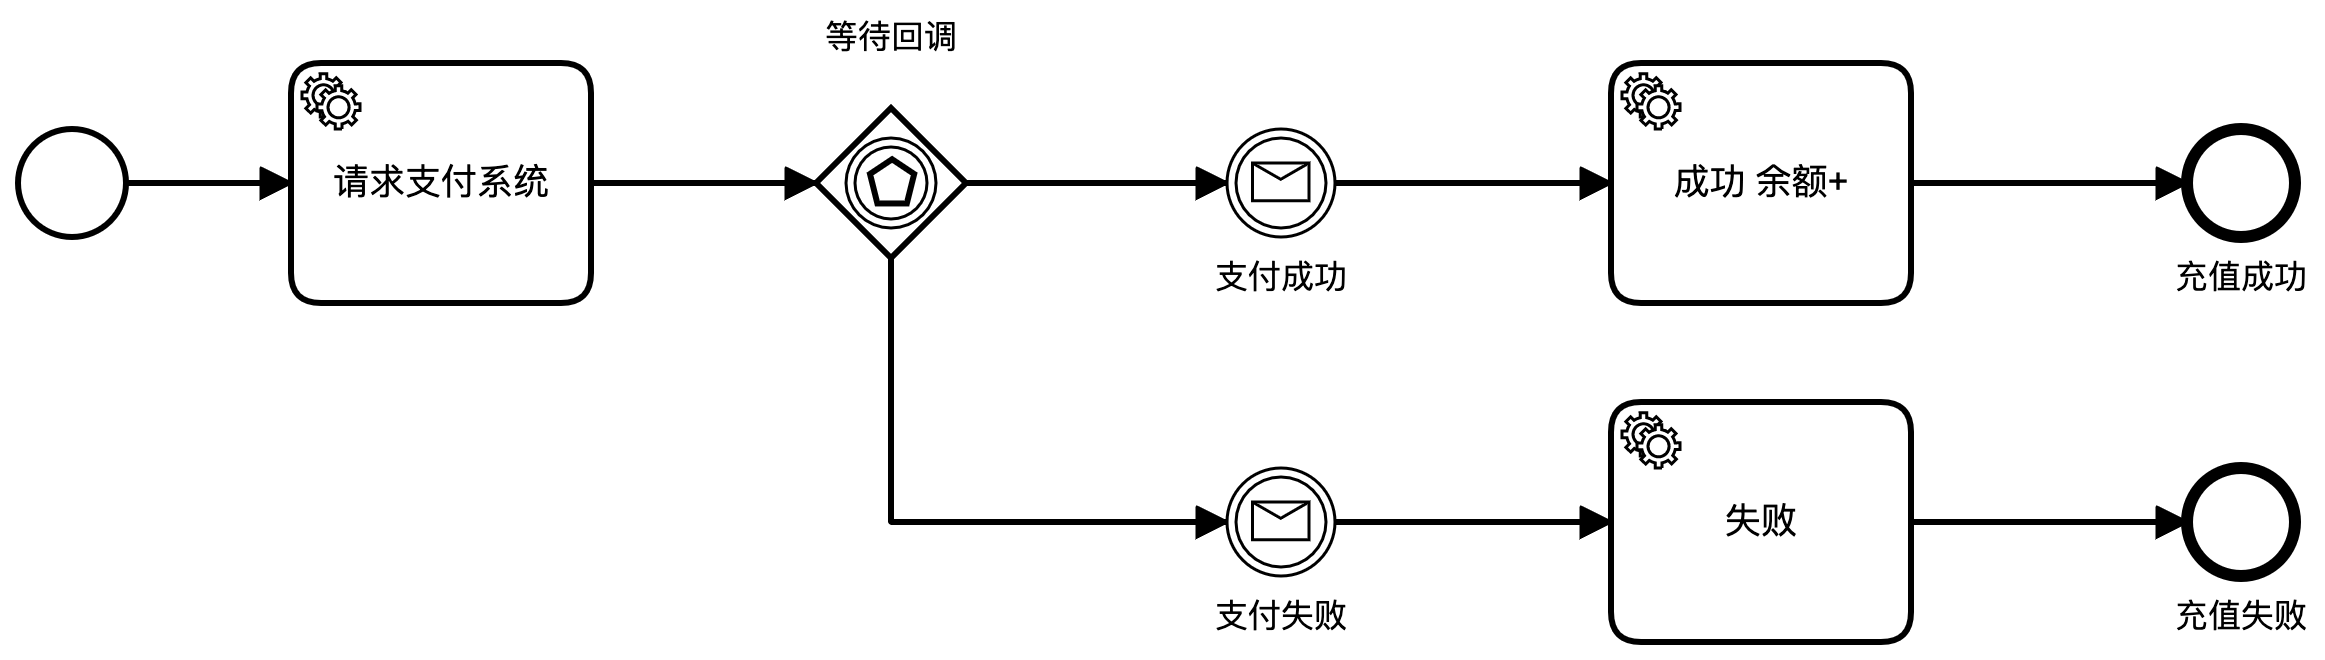 等待回调
请求支付系统
成功 余额+
支付成功
充值成功
失败
支付失败
充值失败